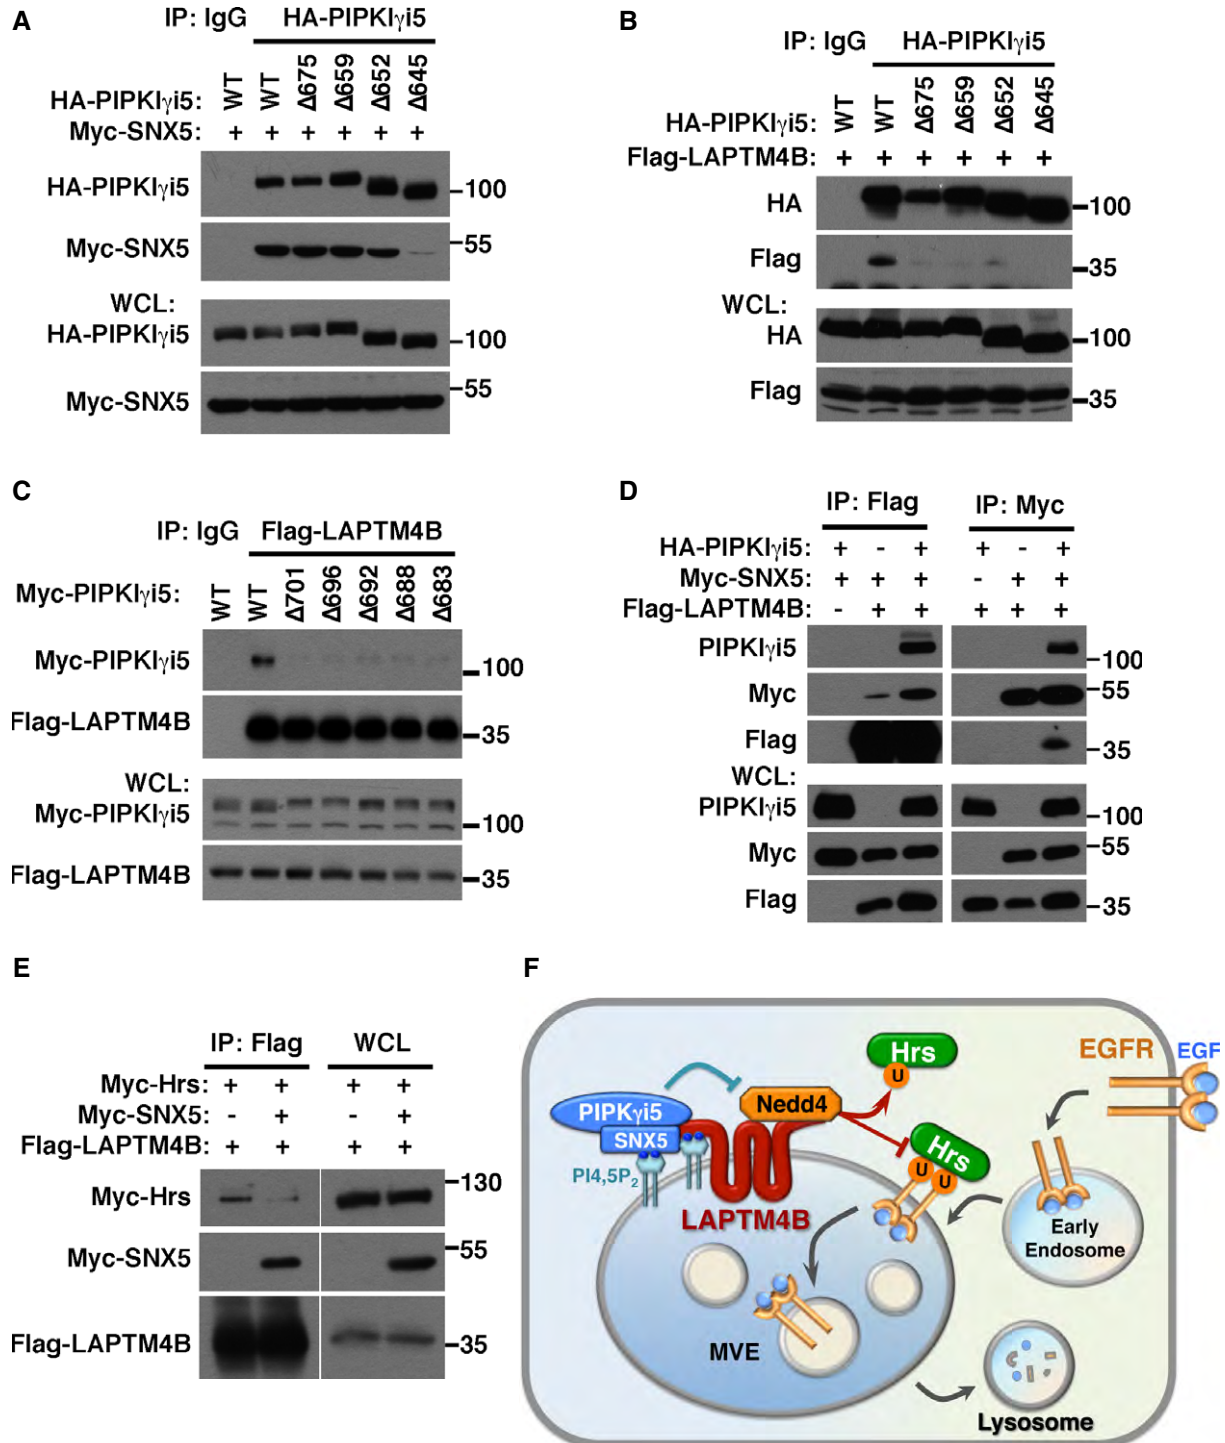 A
IP: IgG HA-PIPKIγi5
HA-PIPKIγi5: WT WT Δ675 Δ659 Δ652 Δ645
Myc-SNX5: + + + + + +
HA-PIPKIγi5 100
Myc-SNX5 55
WCL:
HA-PIPKIγi5 100
Myc-SNX5 55
B
IP: IgG HA-PIPKIγi5
HA-PIPKIγi5: WT WT Δ675 Δ659 Δ652 Δ645
Flag-LAPTM4B: + + + + + +
HA 100
Flag 35
WCL:
HA 100
Flag 35
C
IP: IgG Flag-LAPTM4B
Myc-PIPKIγi5: WT WT Δ701 Δ696 Δ692 Δ688 Δ683
Myc-PIPKIγi5 100
Flag-LAPTM4B 35
WCL:
Myc-PIPKIγi5 100
Flag-LAPTM4B 35
D
IP: Flag IP: Myc
HA-PIPKIγi5: + - + + - +
Myc-SNX5: + + + - + +
Flag-LAPTM4B: - + + + + +
PIPKIγi5 100
Myc 55
Flag 35
WCL:
PIPKIγi5 100
Myc 55
Flag 35
E
IP: Flag WCL
Myc-Hrs: + + + +
Myc-SNX5: - + - +
Flag-LAPTM4B: + + + +
Myc-Hrs 130
Myc-SNX5 55
Flag-LAPTM4B 35
F
Hrs
U
EGFR EGF
Nedd4
PIPKγi5
SNX5
Hrs
U
U
PI4,5P₂
LAPTM4B
Early
Endosome
MVE
Lysosome